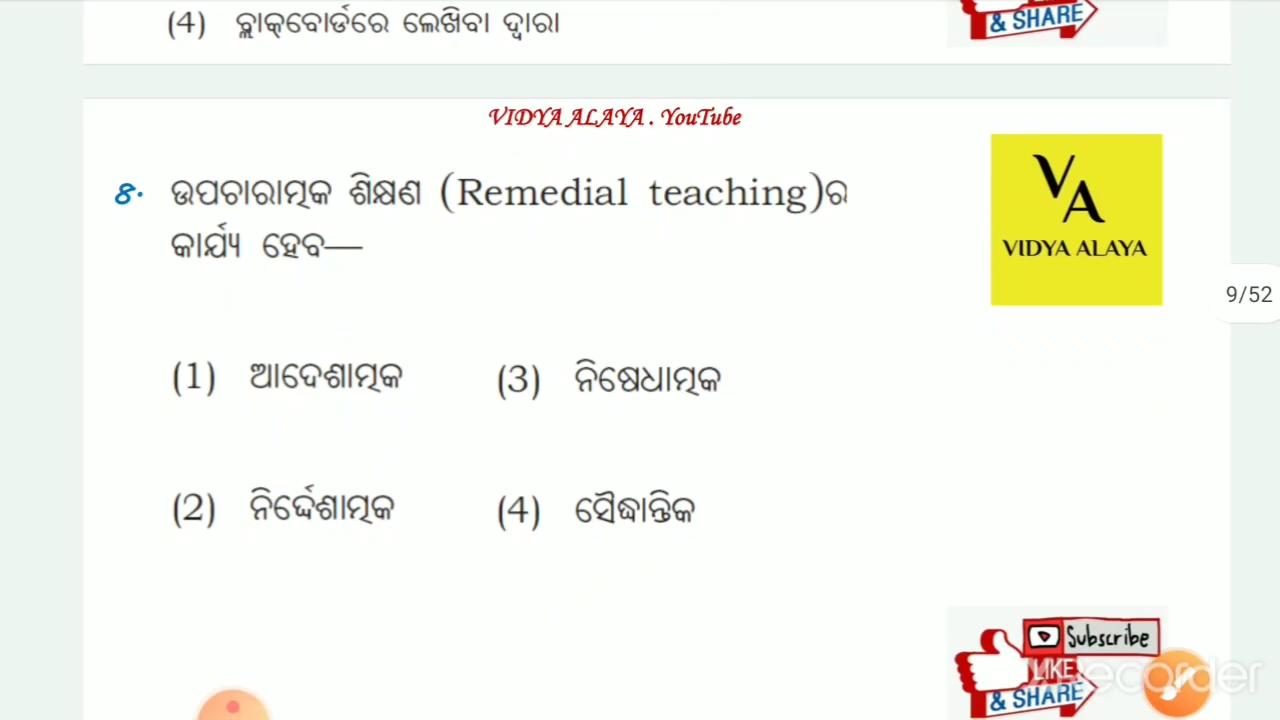 (4) ବ୍ଲାକ୍‌ବୋର୍ଡରେ ଲେଖିବା ଦ୍ୱାରା
& SHARE
VIDYA ALAYA . YouTube
୫. ଉପଚାରାତ୍ମକ ଶିକ୍ଷଣ (Remedial teaching)ର
କାର୍ଯ୍ୟ ହେବ—
VA
VIDYA ALAYA
9/52
(1) ଆଦେଶାତ୍ମକ (3) ନିଷେଧାତ୍ମକ
(2) ନିର୍ଦ୍ଦେଶାତ୍ମକ (4) ସୈଦ୍ଧାନ୍ତିକ
Subscribe
LIKE
& SHARE
Recorder